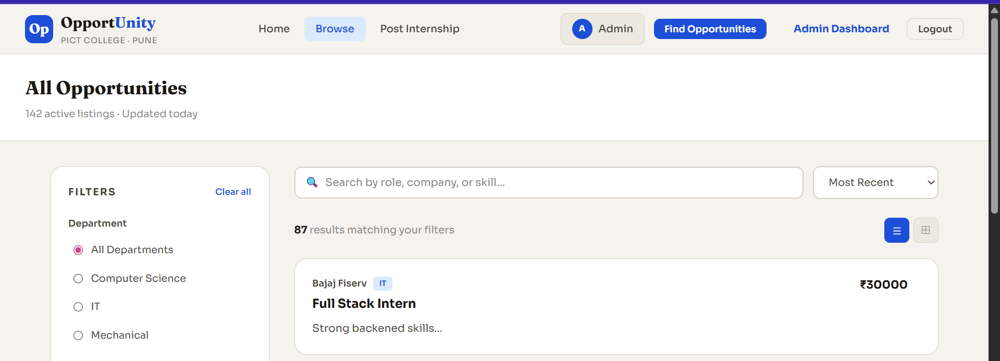 Op
OpportUnity
PICT COLLEGE · PUNE
Home
Browse
Post Internship
A
Admin
Find Opportunities
Admin Dashboard
Logout
All Opportunities
142 active listings · Updated today
FILTERS
Clear all
Department
All Departments
Computer Science
IT
Mechanical
Search by role, company, or skill...
Most Recent
87 results matching your filters
Bajaj Fiserv IT
₹30000
Full Stack Intern
Strong backened skills...